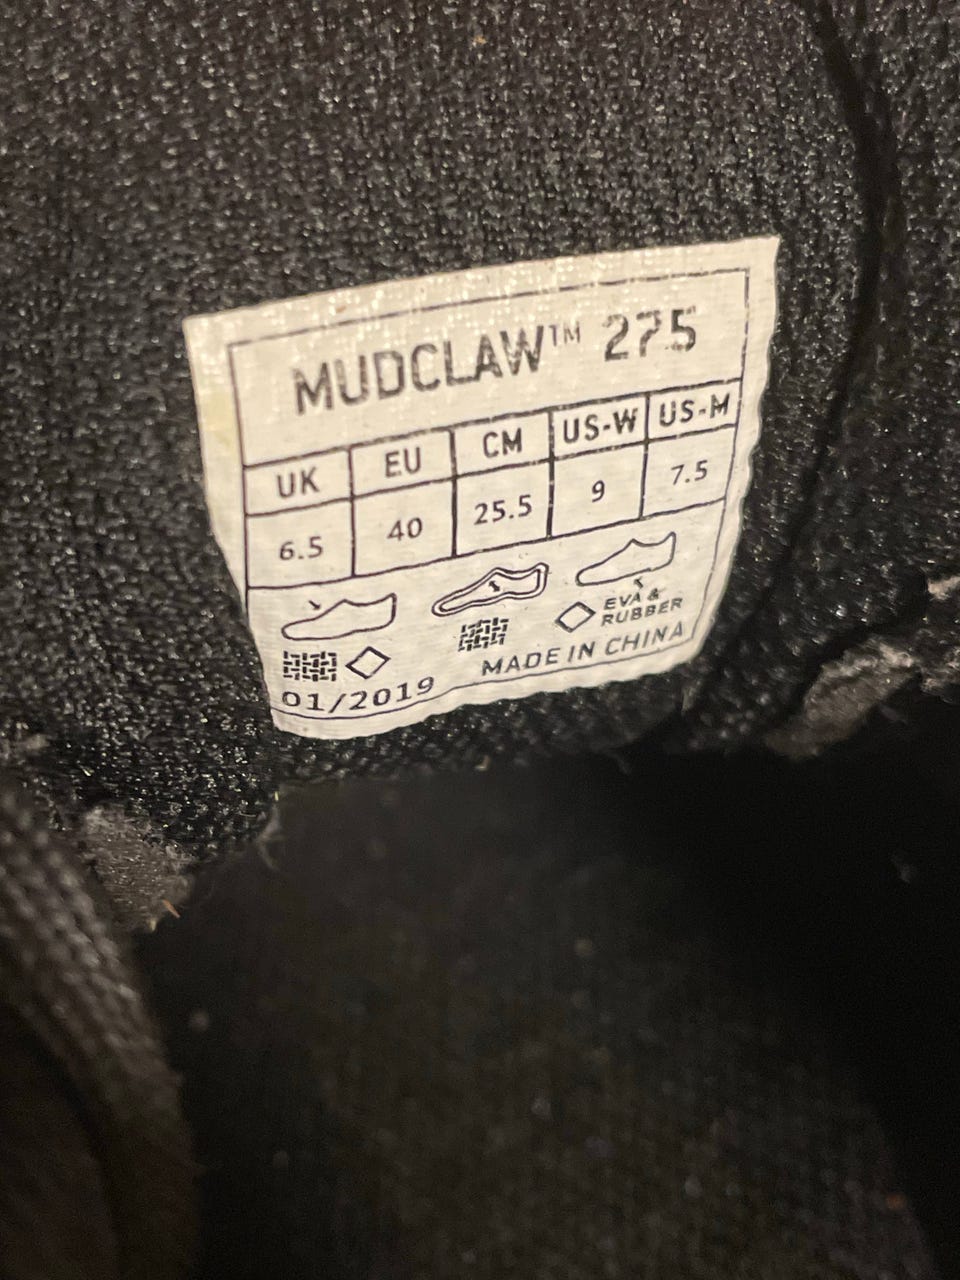 MUDCLAW™ 275
UK EU CM US-W US-M
6.5 40 25.5 9 7.5
EVA &
RUBBER
01/2019 MADE IN CHINA